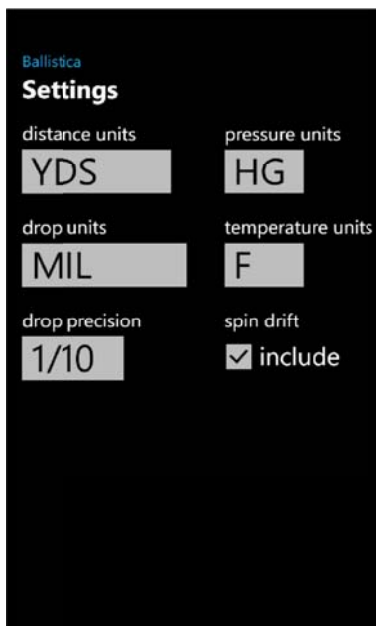 Ballistica
Settings
distance units
YDS
pressure units
HG
drop units
MIL
temperature units
F
drop precision
1/10
spin drift
include